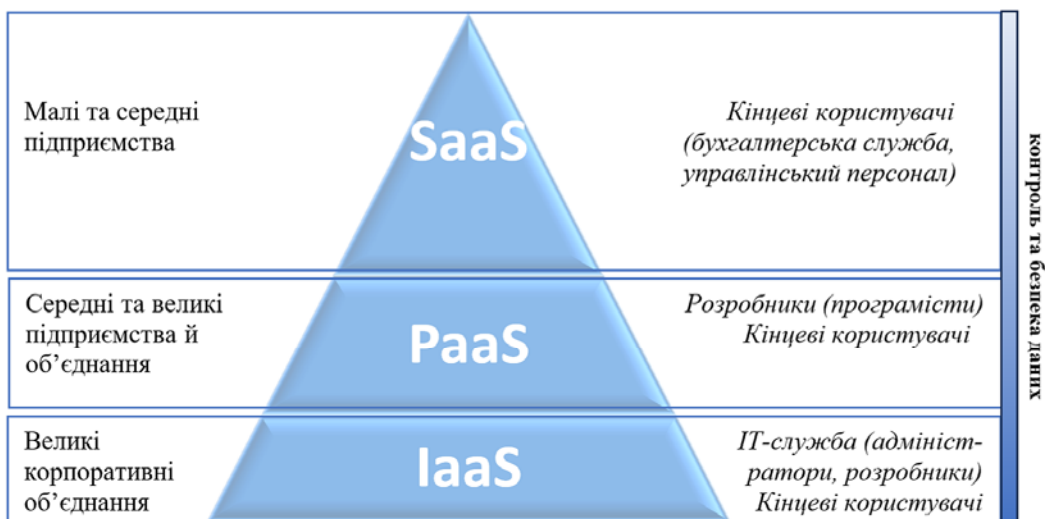 Малі та середні
підприємства
SaaS
Кінцеві користувачі
(бухгалтерська служба,
управлінський персонал)
Середні та великі
підприємства й
об’єднання
PaaS
Розробники (програмісти)
Кінцеві користувачі
Великі
корпоративні
об’єднання
IaaS
ІТ-служба (адмініст-
ратори, розробники)
Кінцеві користувачі
контроль та безпека даних